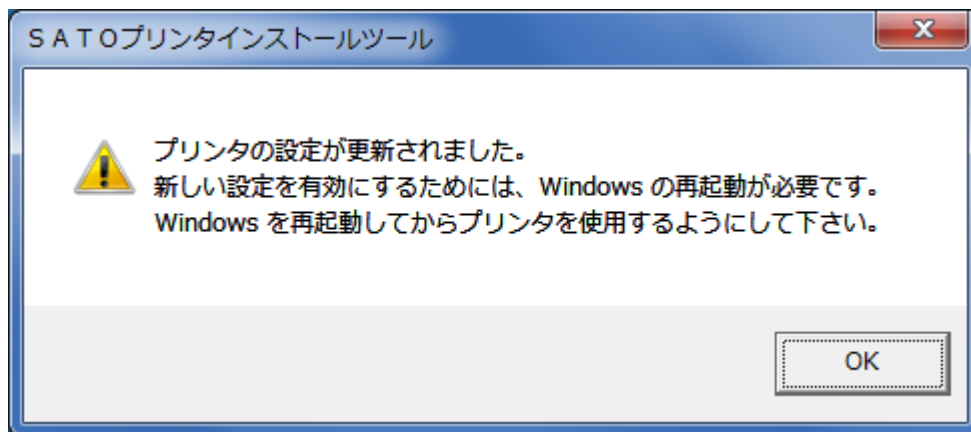 ＳＡＴＯプリンタインストールツール
プリンタの設定が更新されました。
新しい設定を有効にするためには、Windows の再起動が必要です。
Windows を再起動してからプリンタを使用するようにして下さい。
OK